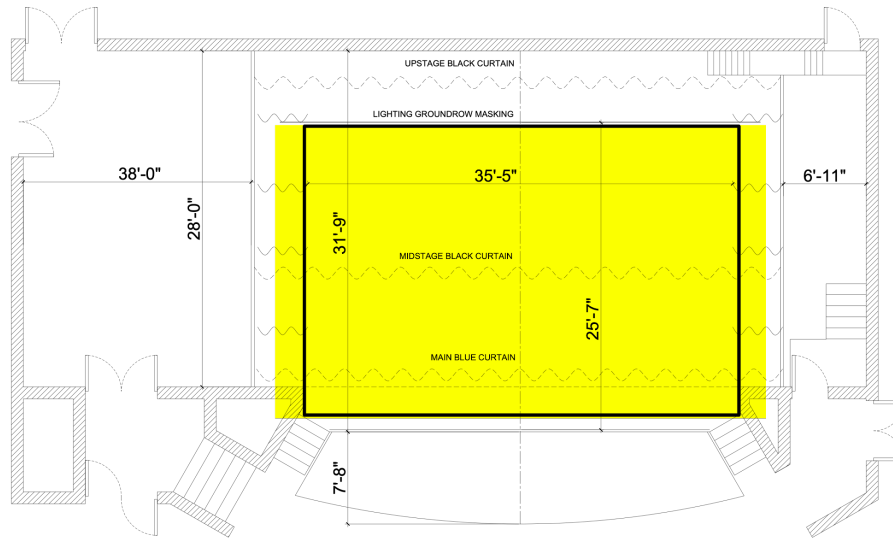 UPSTAGE BLACK CURTAIN
LIGHTING GROUNDROW MASKING
38'-0"
35'-5"
6'-11"
28'-0"
31'-9"
MIDSTAGE BLACK CURTAIN
25'-7"
MAIN BLUE CURTAIN
7'-8"